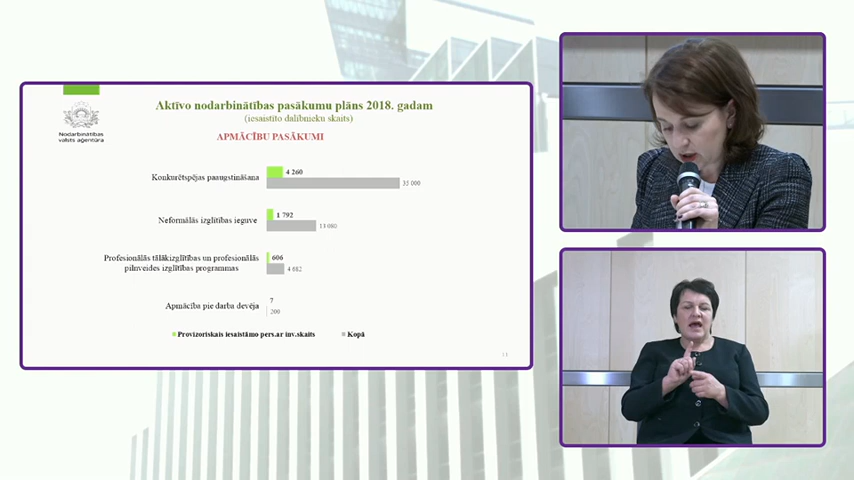 Nodarbinātības
valsts aģentūra
Aktīvo nodarbinātības pasākumu plāns 2018. gadam
(iesaistīto dalībnieku skaits)
APMĀCĪBU PASĀKUMI
Konkurētspējas paaugstināšana
4 260
35 000
Neformālās izglītības ieguve
1 792
Profesionālās tālākizglītības un profesionālās
pilnveides izglītības programmas
606
4 682
Apmācība pie darba devēja
7
200
Provizoriskais iesaistāmo pers.ar inv.skaits
Kopā